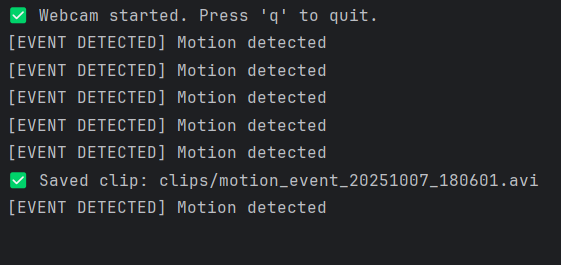 ✅ Webcam started. Press 'q' to quit.
[EVENT DETECTED] Motion detected
[EVENT DETECTED] Motion detected
[EVENT DETECTED] Motion detected
[EVENT DETECTED] Motion detected
[EVENT DETECTED] Motion detected
✅ Saved clip: clips/motion_event_20251007_180601.avi
[EVENT DETECTED] Motion detected